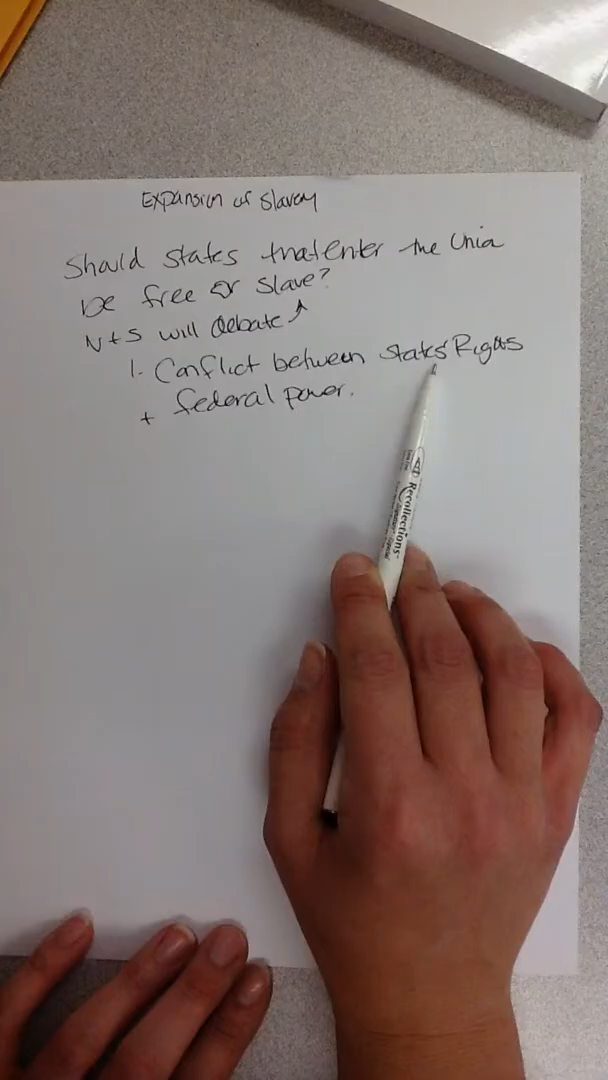 Expansion of Slavery
Should states that enter the Union
be free or slave?
N + S will debate ↑
1. Conflict between states' Rights
+ federal power.
Recollections